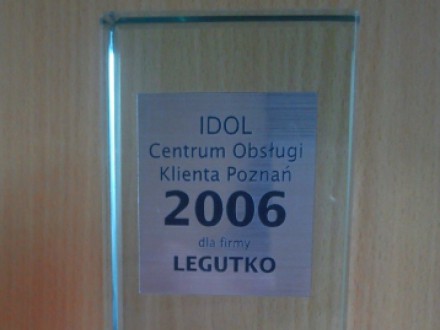 IDOL
Centrum Obsługi
Klienta Poznań
2006
dla firmy
LEGUTKO